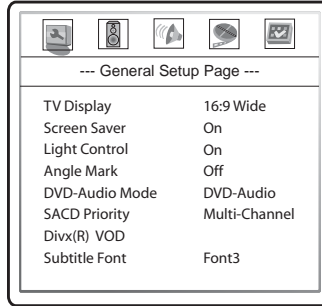 --- General Setup Page ---
TV Display 16:9 Wide
Screen Saver On
Light Control On
Angle Mark Off
DVD-Audio Mode DVD-Audio
SACD Priority Multi-Channel
Divx(R) VOD
Subtitle Font Font3